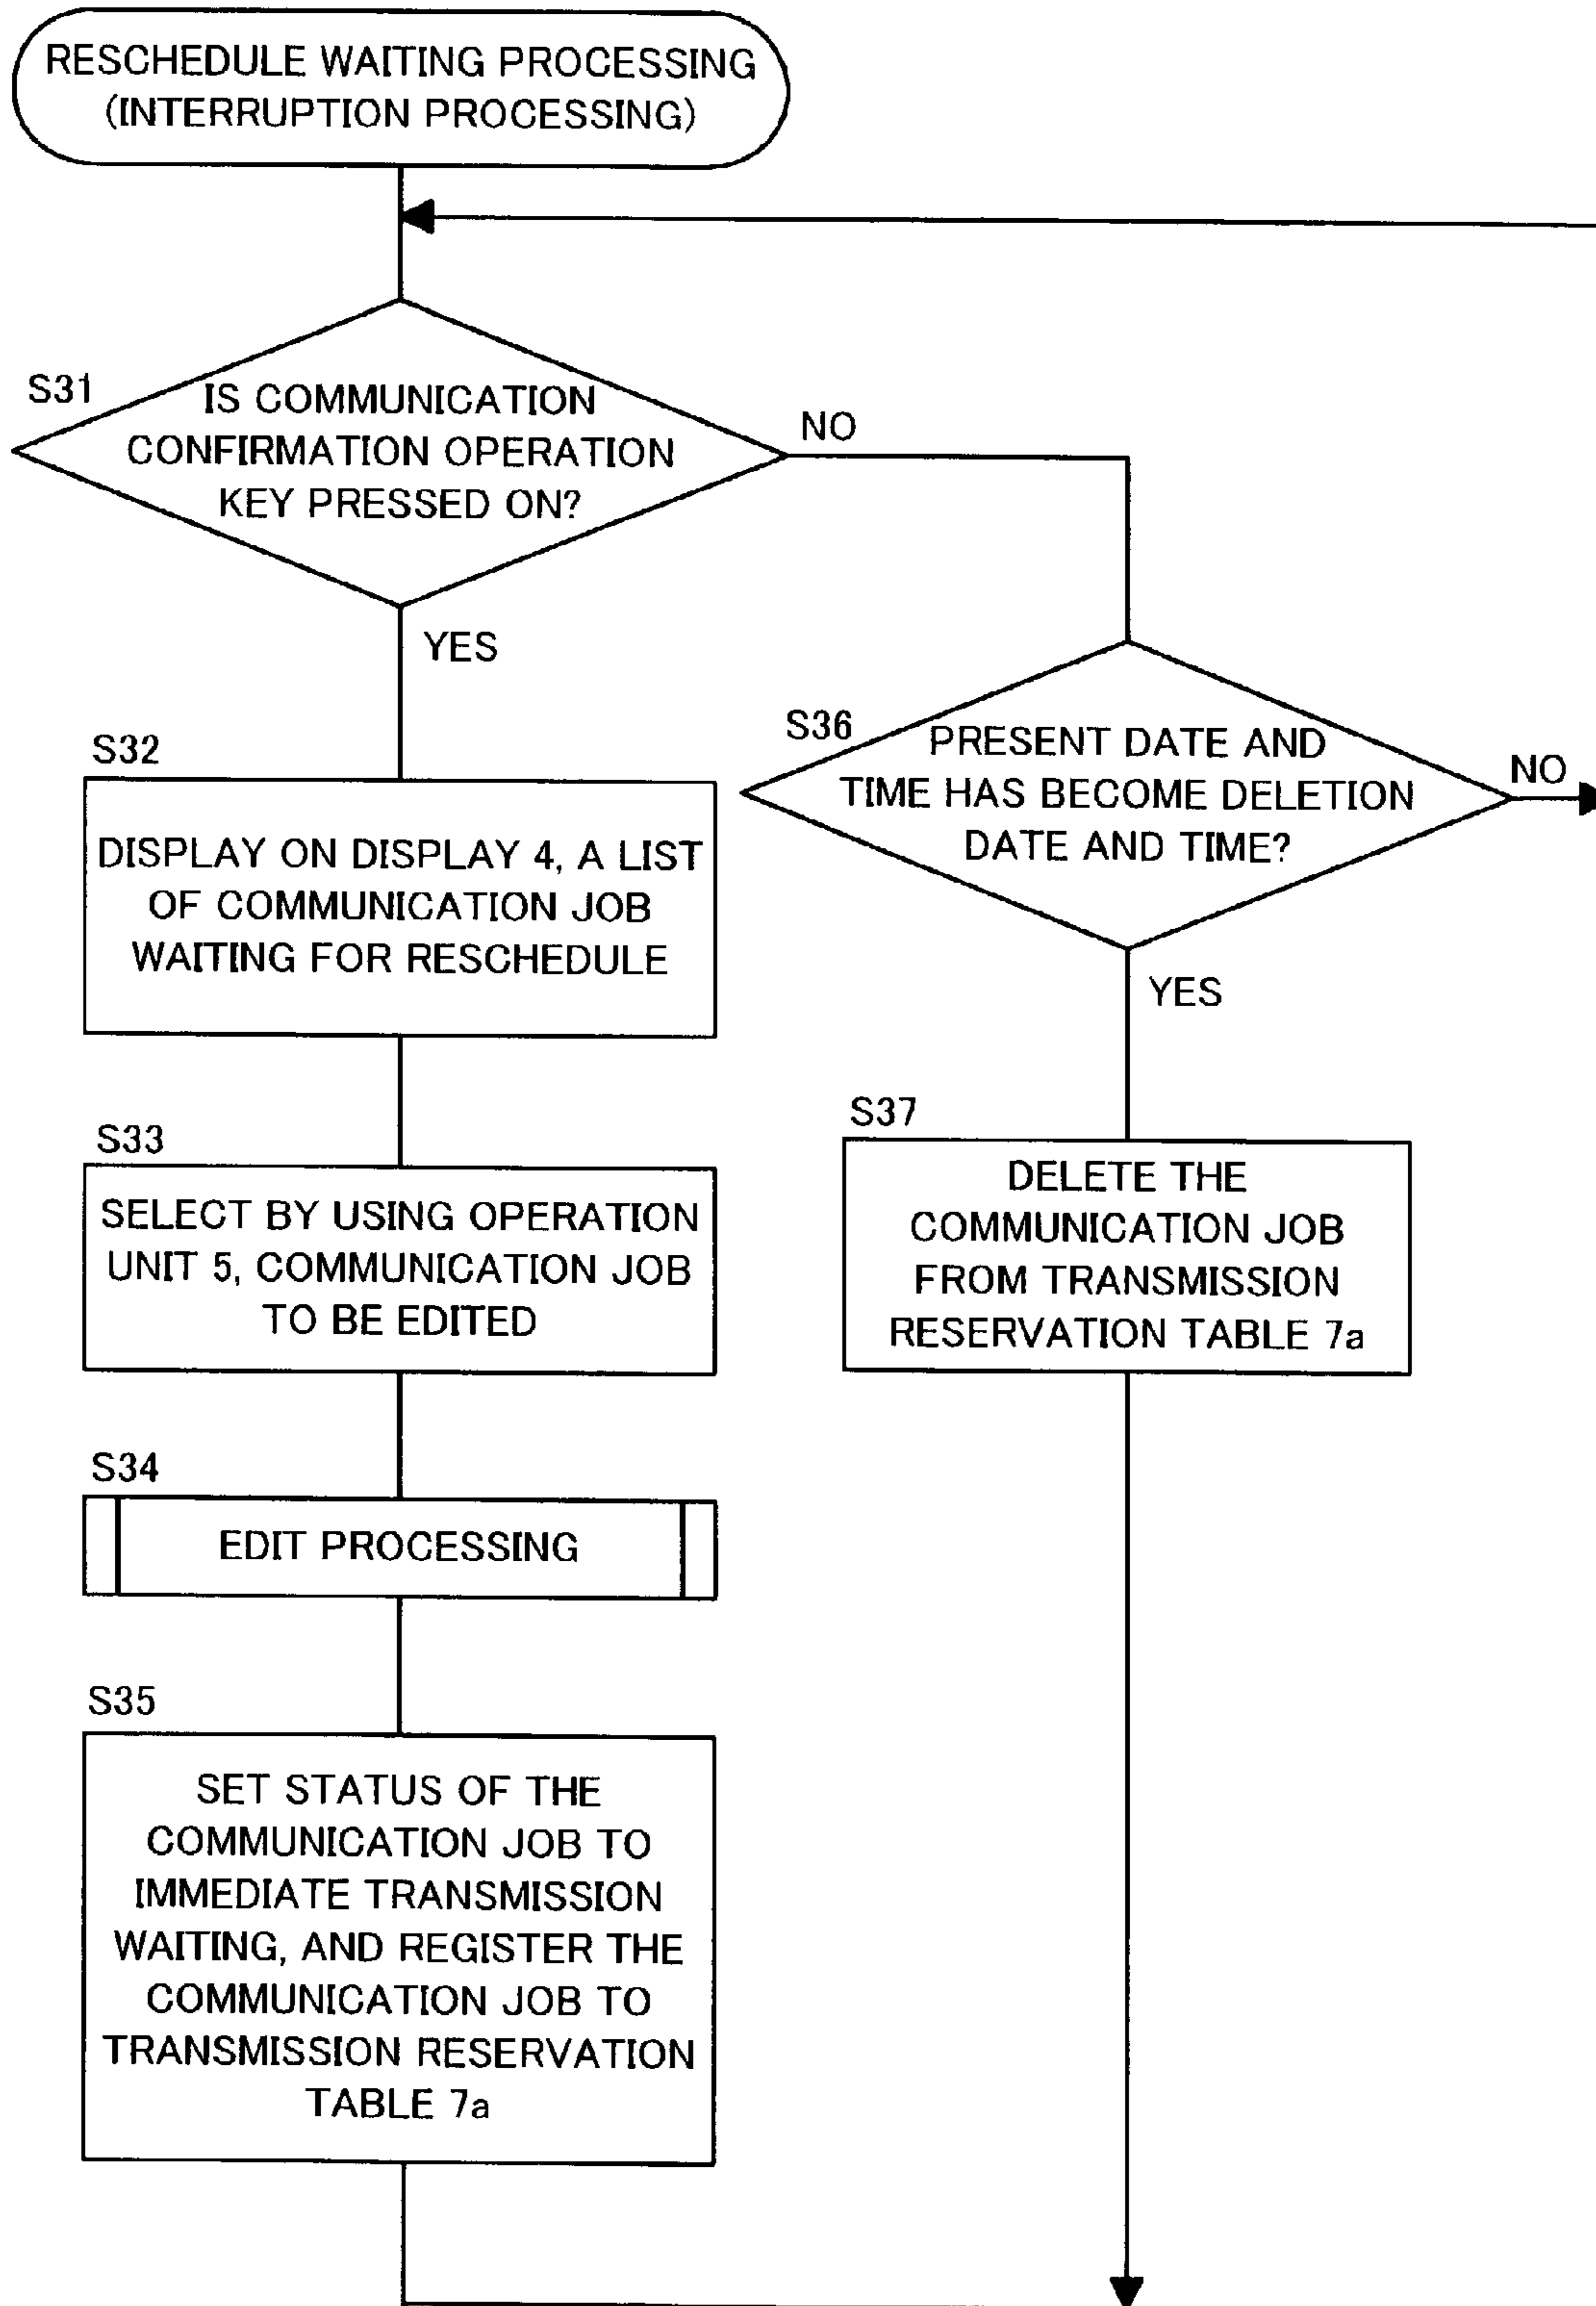 RESCHEDULE WAITING PROCESSING
(INTERRUPTION PROCESSING)
S31
IS COMMUNICATION
CONFIRMATION OPERATION
KEY PRESSED ON?
NO
YES
S32
DISPLAY ON DISPLAY 4, A LIST
OF COMMUNICATION JOB
WAITING FOR RESCHEDULE
S36
PRESENT DATE AND
TIME HAS BECOME DELETION
DATE AND TIME?
NO
YES
S33
SELECT BY USING OPERATION
UNIT 5, COMMUNICATION JOB
TO BE EDITED
S37
DELETE THE
COMMUNICATION JOB
FROM TRANSMISSION
RESERVATION TABLE 7a
S34
EDIT PROCESSING
S35
SET STATUS OF THE
COMMUNICATION JOB TO
IMMEDIATE TRANSMISSION
WAITING, AND REGISTER THE
COMMUNICATION JOB TO
TRANSMISSION RESERVATION
TABLE 7a